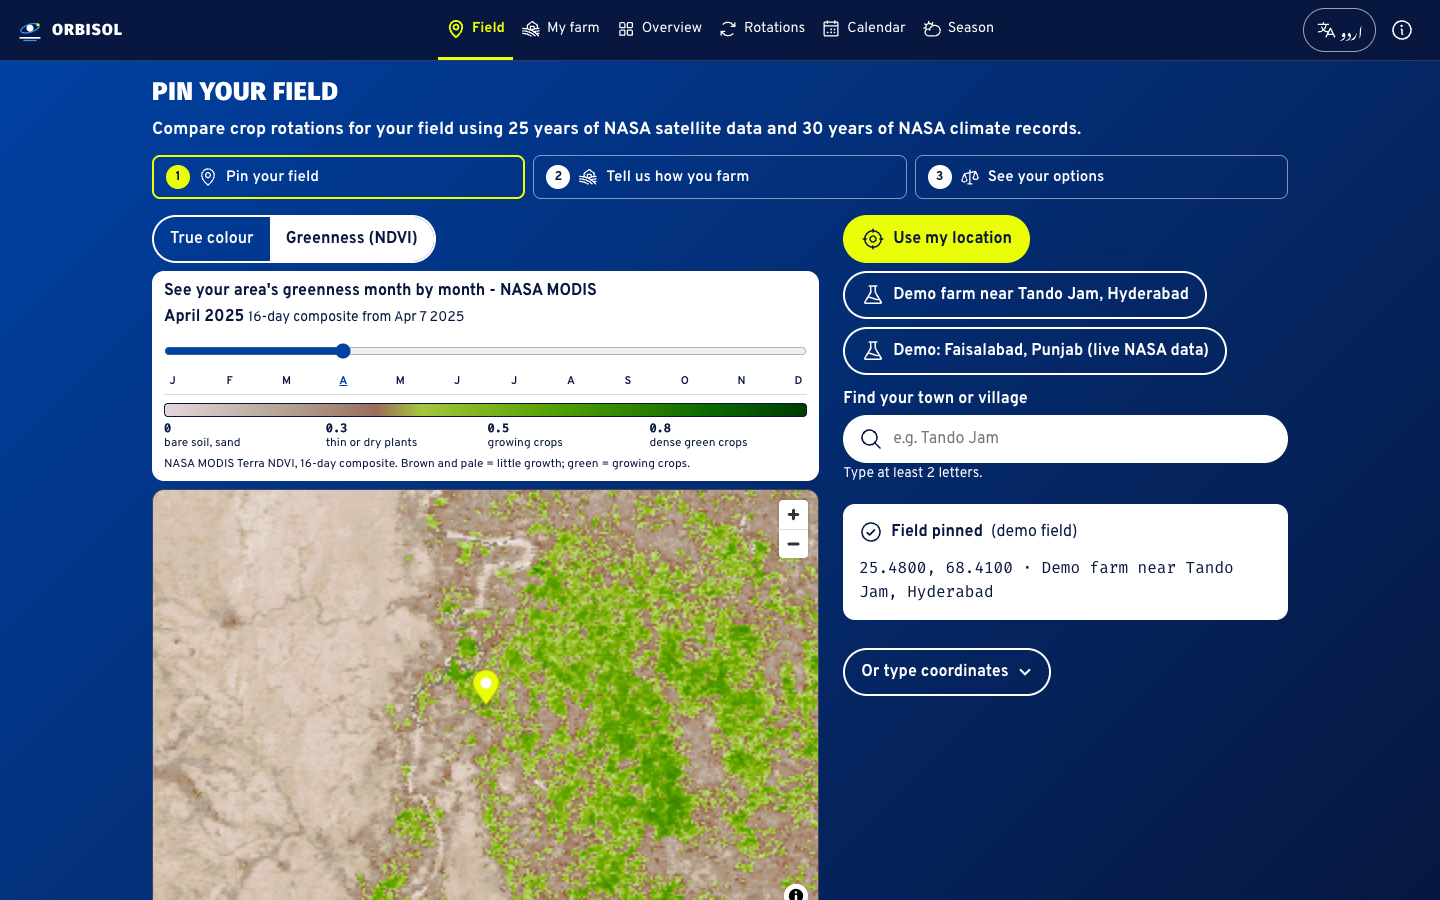 ORBISOL
Field
My farm
Overview
Rotations
Calendar
Season
اردو
PIN YOUR FIELD
Compare crop rotations for your field using 25 years of NASA satellite data and 30 years of NASA climate records.
1 Pin your field
2 Tell us how you farm
3 See your options
True colour
Greenness (NDVI)
See your area's greenness month by month - NASA MODIS
April 2025 16-day composite from Apr 7 2025
J F M A M J J A S O N D
0 0.3 0.5 0.8
bare soil, sand thin or dry plants growing crops dense green crops
NASA MODIS Terra NDVI, 16-day composite. Brown and pale = little growth; green = growing crops.
+
−
Use my location
Demo farm near Tando Jam, Hyderabad
Demo: Faisalabad, Punjab (live NASA data)
Find your town or village
e.g. Tando Jam
Type at least 2 letters.
Field pinned (demo field)
25.4800, 68.4100 · Demo farm near Tando
Jam, Hyderabad
Or type coordinates